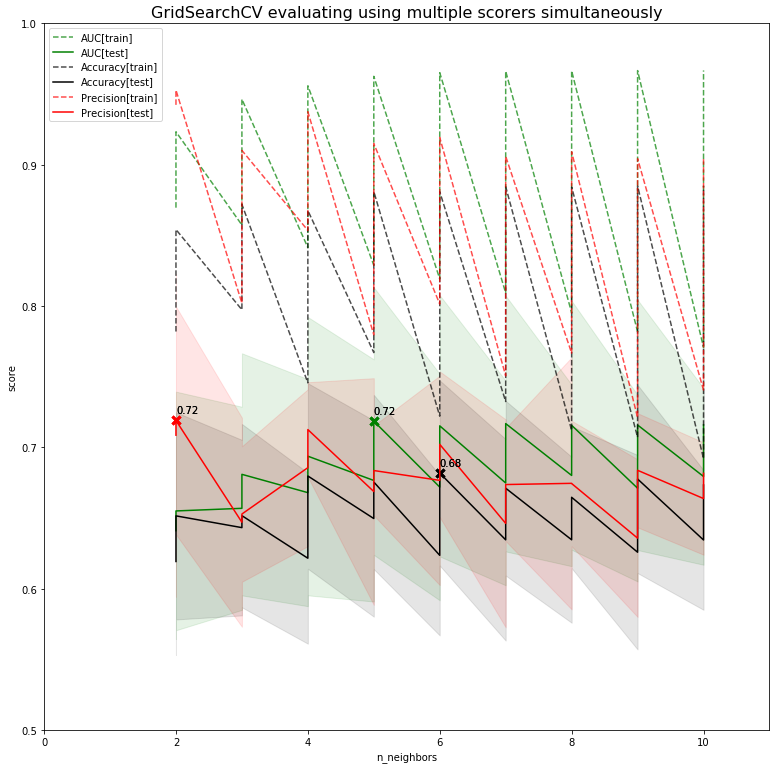 GridSearchCV evaluating using multiple scorers simultaneously
1.0
AUC[train]
AUC[test]
Accuracy[train]
Accuracy[test]
Precision[train]
Precision[test]
0.9
0.8
score
0.72
0.72
0.7
0.68
0.6
0.5
0 2 4 6 8 10
n_neighbors